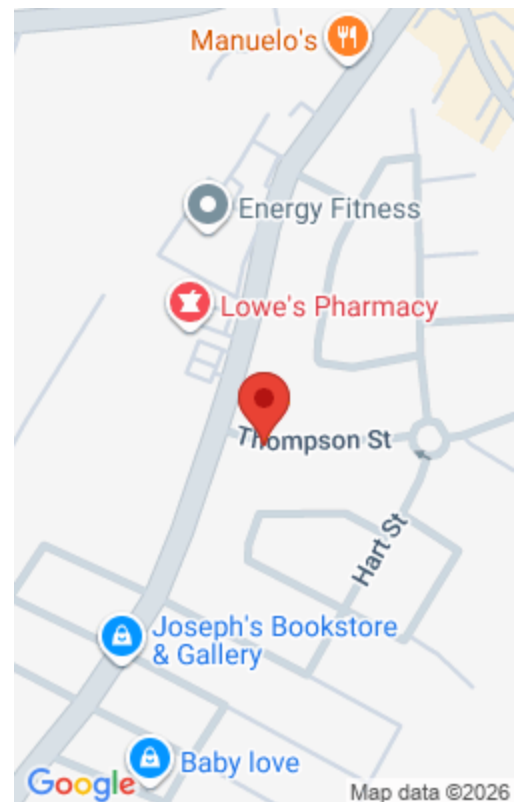 Manuelo's
Energy Fitness
Lowe's Pharmacy
Thompson St
Hart St
Joseph's Bookstore
& Gallery
Baby love
Google
Map data ©2026